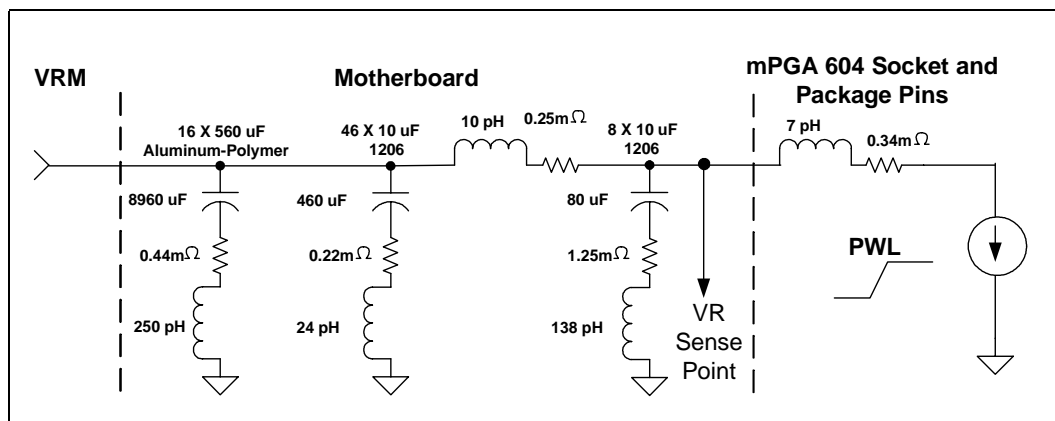 VRM
Motherboard
mPGA 604 Socket and
Package Pins
16 X 560 uF
Aluminum-Polymer
46 X 10 uF
1206
10 pH
0.25mΩ
8 X 10 uF
1206
7 pH
0.34mΩ
8960 uF
460 uF
80 uF
0.44mΩ
0.22mΩ
1.25mΩ
PWL
250 pH
24 pH
138 pH
VR
Sense
Point